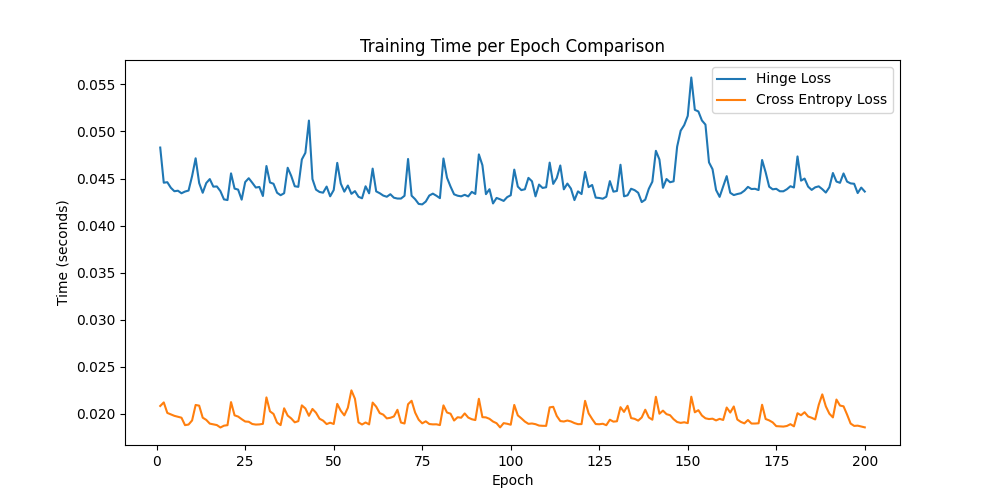 Training Time per Epoch Comparison
Hinge Loss
Cross Entropy Loss
Time (seconds)
0.055
0.050
0.045
0.040
0.035
0.030
0.025
0.020
0 25 50 75 100 125 150 175 200
Epoch